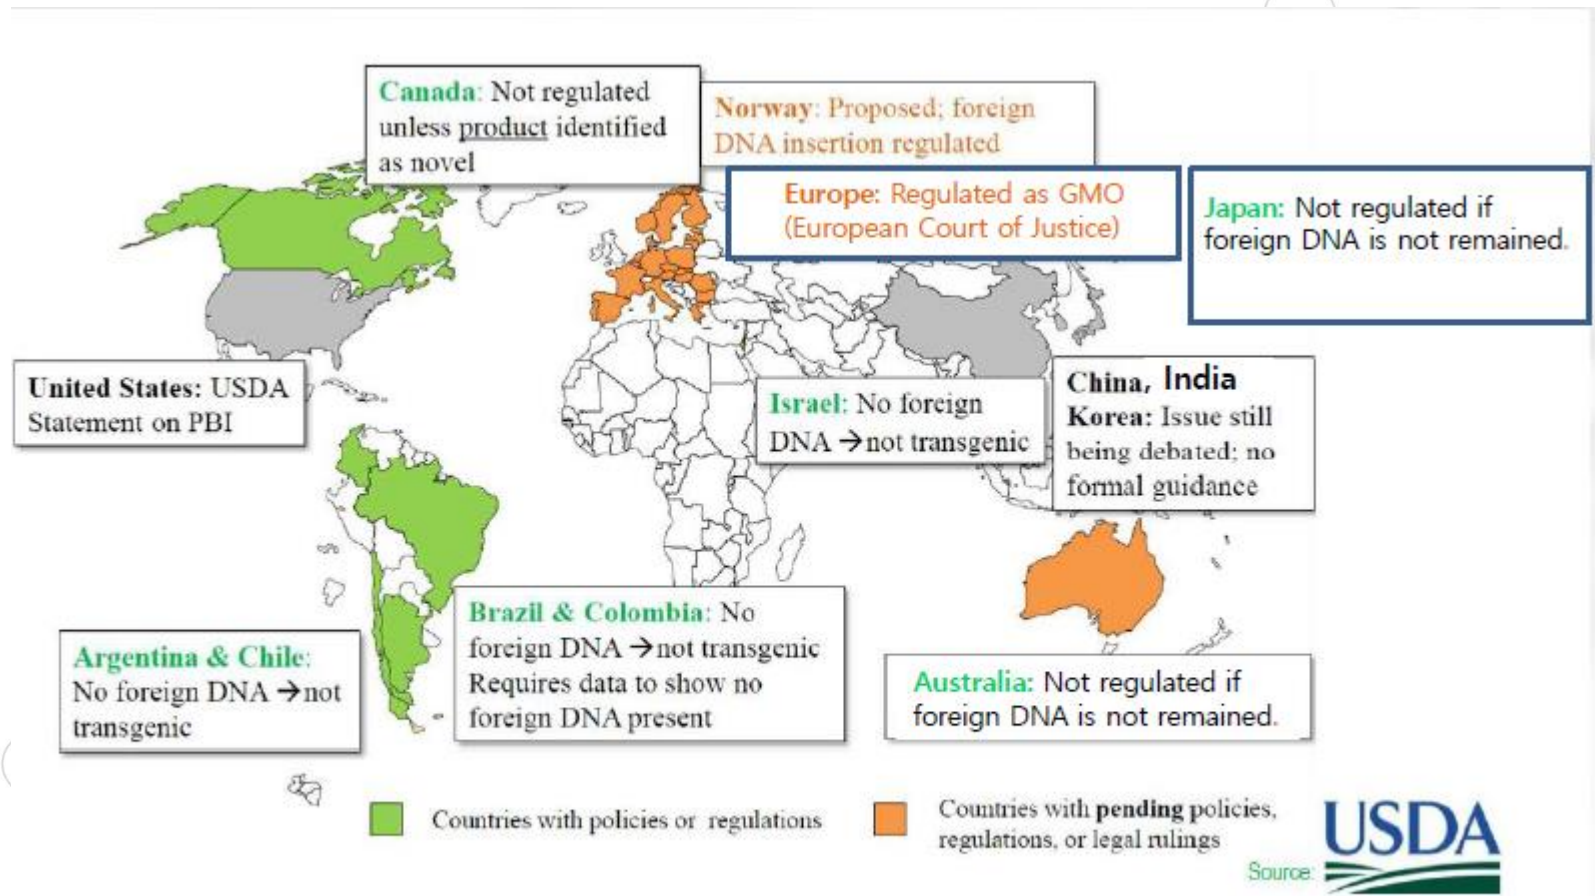 Canada: Not regulated
unless product identified
as novel
Norway: Proposed; foreign
DNA insertion regulated
Europe: Regulated as GMO
(European Court of Justice)
Japan: Not regulated if
foreign DNA is not remained.
United States: USDA
Statement on PBI
Israel: No foreign
DNA → not transgenic
China, India
Korea: Issue still
being debated; no
formal guidance
Argentina & Chile:
No foreign DNA → not
transgenic
Brazil & Colombia: No
foreign DNA → not transgenic
Requires data to show no
foreign DNA present
Australia: Not regulated if
foreign DNA is not remained.
Countries with policies or regulations
Countries with pending policies,
regulations, or legal rulings
Source:
USDA